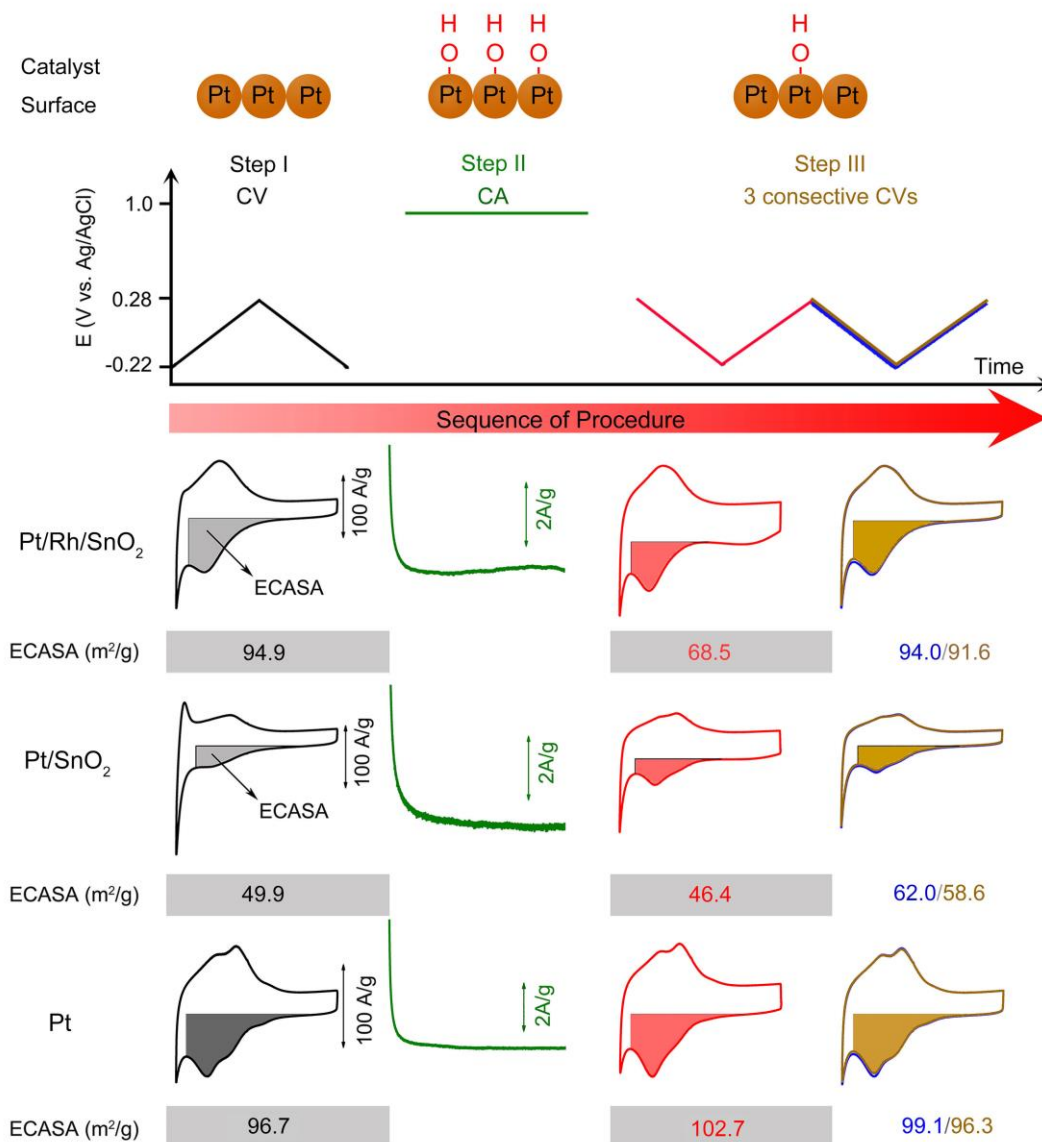 H H H H
O O O O
Catalyst
Surface
Pt Pt Pt Pt Pt Pt Pt Pt Pt
Step I Step II Step III
CV CA 3 consective CVs
E (V vs. Ag/AgCl)
1.0
0.28
-0.22
Time
Sequence of Procedure
Pt/Rh/SnO2
ECASA
100 A/g
2A/g
ECASA (m²/g) 94.9 68.5 94.0/91.6
Pt/SnO2
ECASA
100 A/g
2A/g
ECASA (m²/g) 49.9 46.4 62.0/58.6
Pt
100 A/g
2A/g
ECASA (m²/g) 96.7 102.7 99.1/96.3